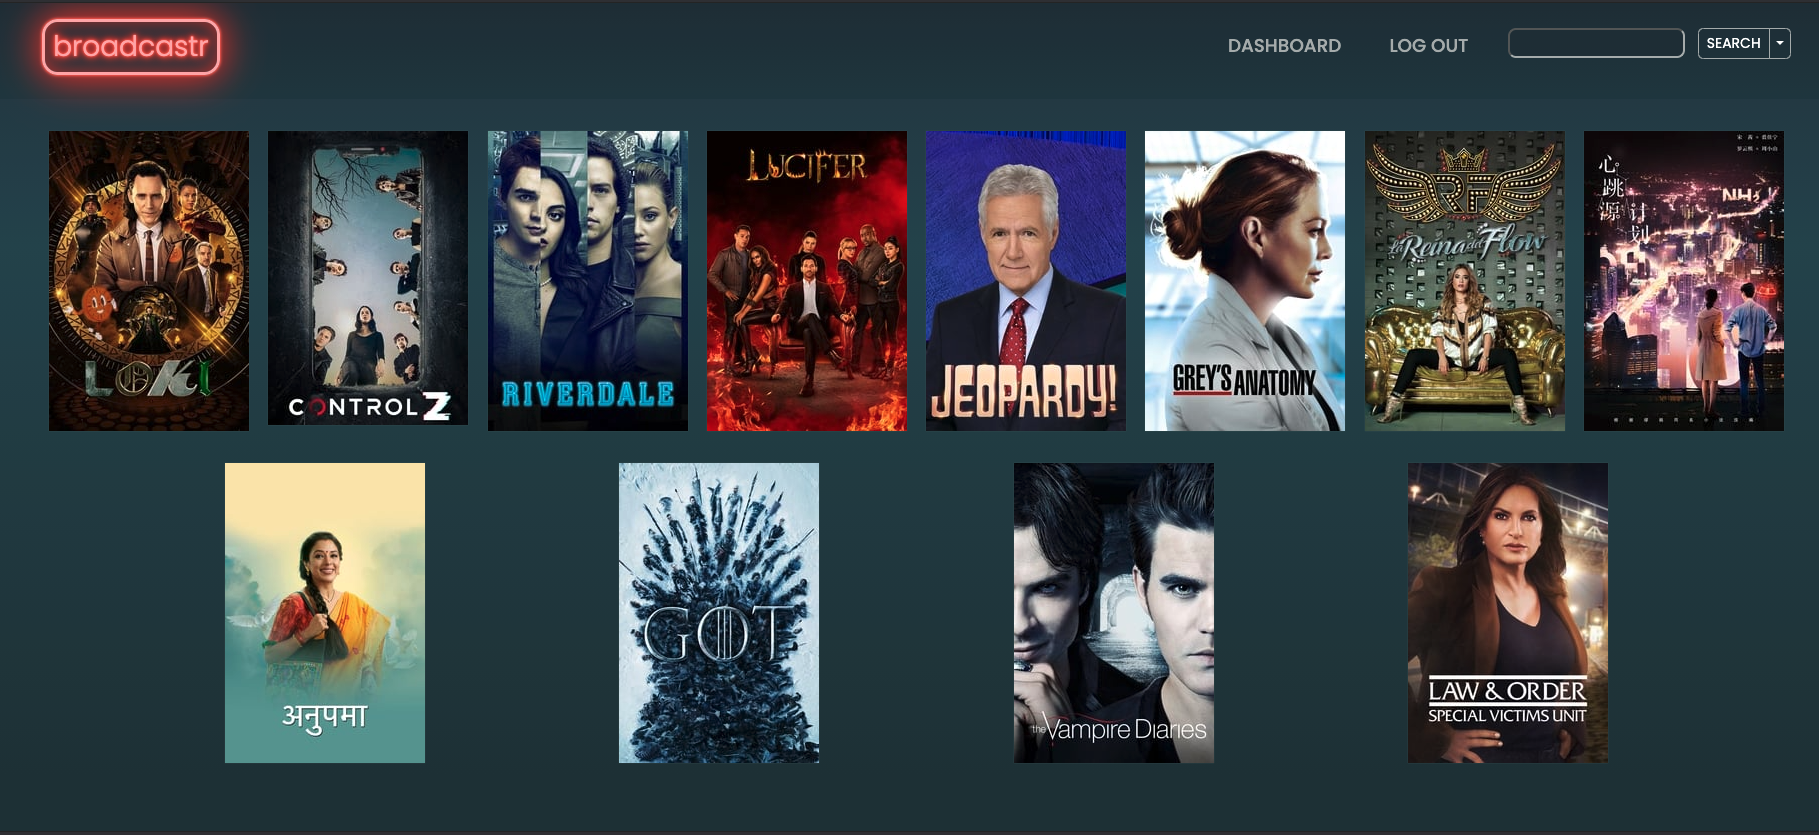 broadcastr
DASHBOARD
LOG OUT
SEARCH
LOKI
CONTROL Z
RIVERDALE
LUCIFER
JEOPARDY!
GREY'S ANATOMY
RF
la Reina del Flow
心跳源
计划
NH
अनुपमा
GOT
the Vampire Diaries
LAW & ORDER
SPECIAL VICTIMS UNIT